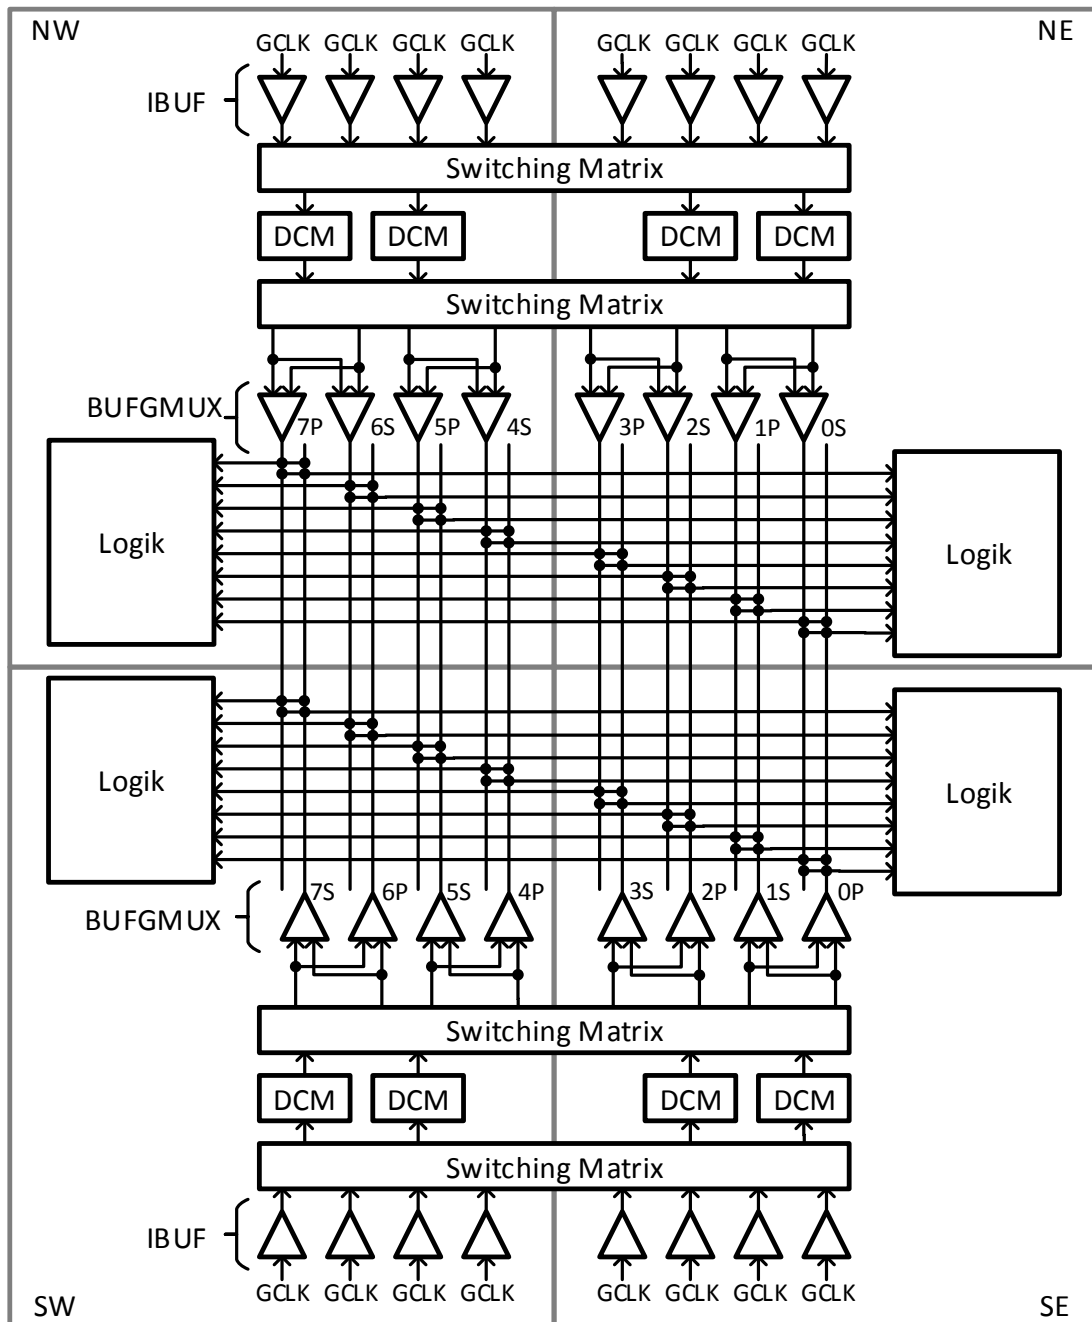 NW NE
GCLK GCLK GCLK GCLK GCLK GCLK GCLK GCLK
IBUF
Switching Matrix
DCM DCM DCM DCM
Switching Matrix
BUFGMUX
7P 6S 5P 4S 3P 2S 1P 0S
Logik Logik
Logik Logik
7S 6P 5S 4P 3S 2P 1S 0P
BUFGMUX
Switching Matrix
DCM DCM DCM DCM
Switching Matrix
IBUF
GCLK GCLK GCLK GCLK GCLK GCLK GCLK GCLK
SW SE